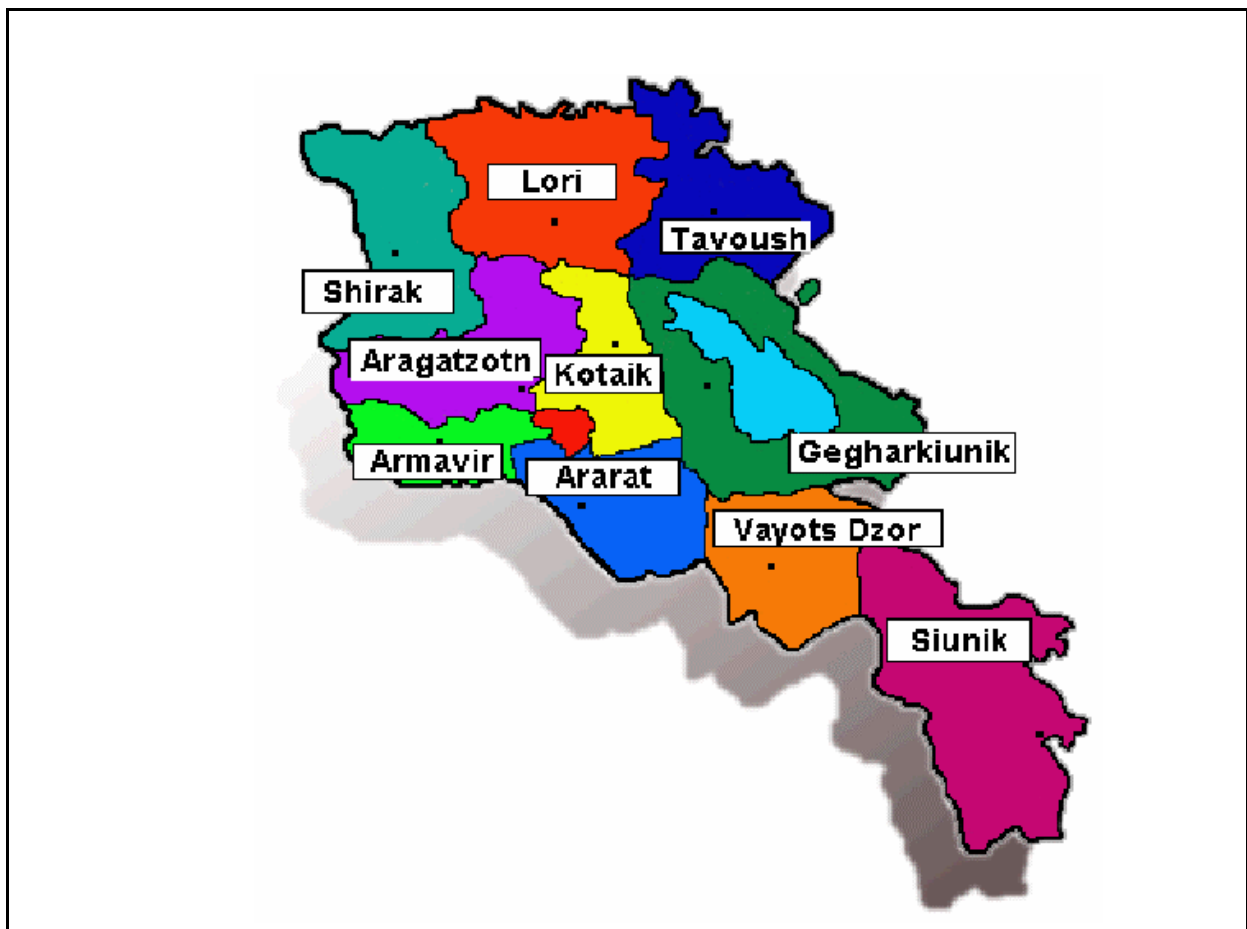 Lori
Tavoush
Shirak
Aragatzotn
Kotaik
Gegharkiunik
Armavir
Ararat
Vayots Dzor
Siunik